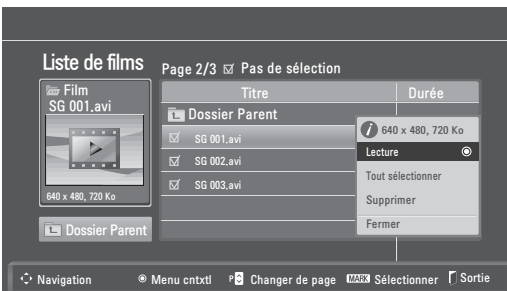 Liste de films
Page 2/3 Pas de sélection
Film
SG 001.avi
640 x 480, 720 Ko
Dossier Parent
Titre
Durée
Dossier Parent
SG 001.avi
SG 002.avi
SG 003.avi
640 x 480, 720 Ko
Lecture
Tout sélectionner
Supprimer
Fermer
Navigation Menu cntxtl P Changer de page MARK Sélectionner Sortie